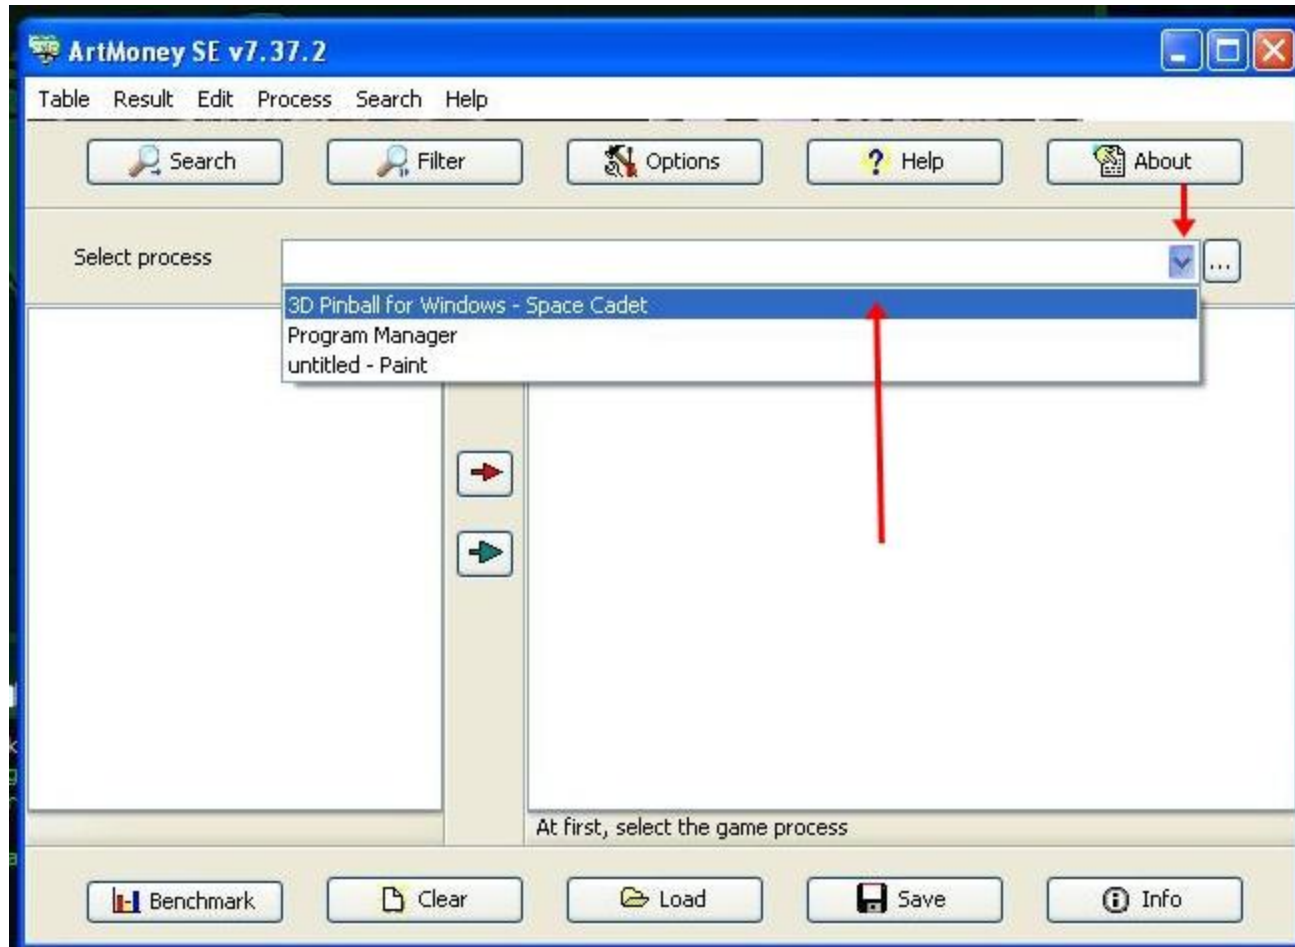 ArtMoney SE v7.37.2
Table Result Edit Process Search Help
Search Filter Options ? Help About
Select process ...
3D Pinball for Windows - Space Cadet
Program Manager
untitled - Paint
At first, select the game process
Benchmark Clear Load Save Info